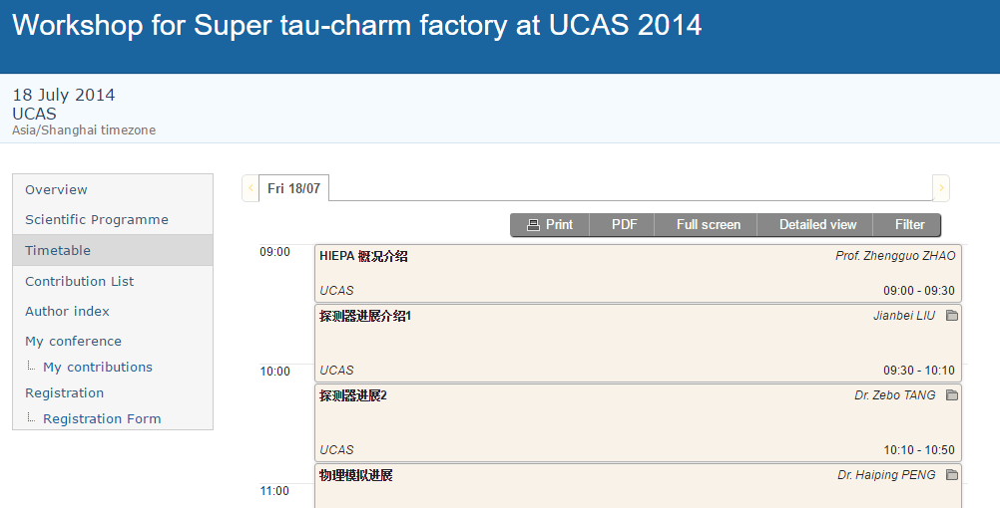 Workshop for Super tau-charm factory at UCAS 2014
18 July 2014
UCAS
Asia/Shanghai timezone
Overview
Scientific Programme
Timetable
Contribution List
Author index
My conference
My contributions
Registration
Registration Form
Fri 18/07
Print PDF Full screen Detailed view Filter
09:00
HIEPA 概况介绍 Prof. Zhengguo ZHAO
UCAS 09:00 - 09:30
探测器进展介绍1 Jianbei LIU
10:00
UCAS 09:30 - 10:10
探测器进展2 Dr. Zebo TANG
UCAS 10:10 - 10:50
物理模拟进展 Dr. Haiping PENG
11:00